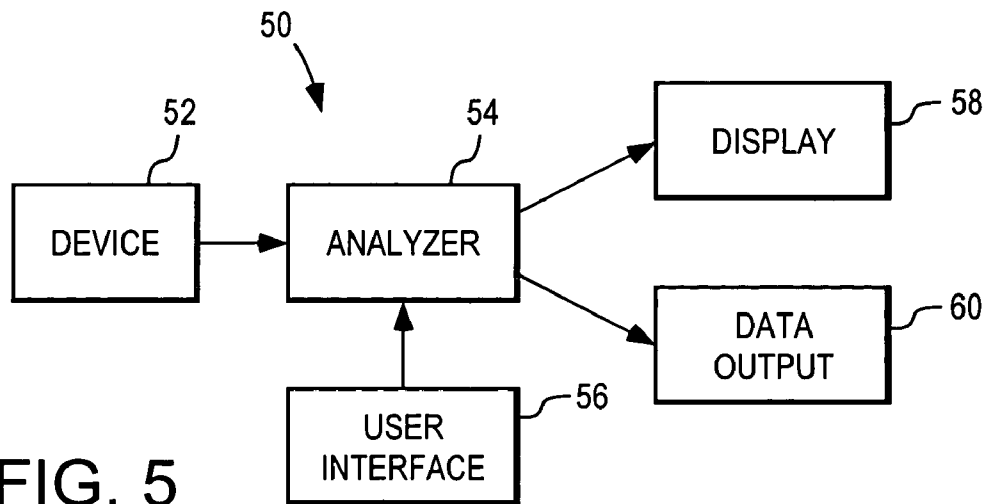 50
52
54
58
DISPLAY
DEVICE
ANALYZER
60
DATA
OUTPUT
56
USER
INTERFACE
FIG. 5